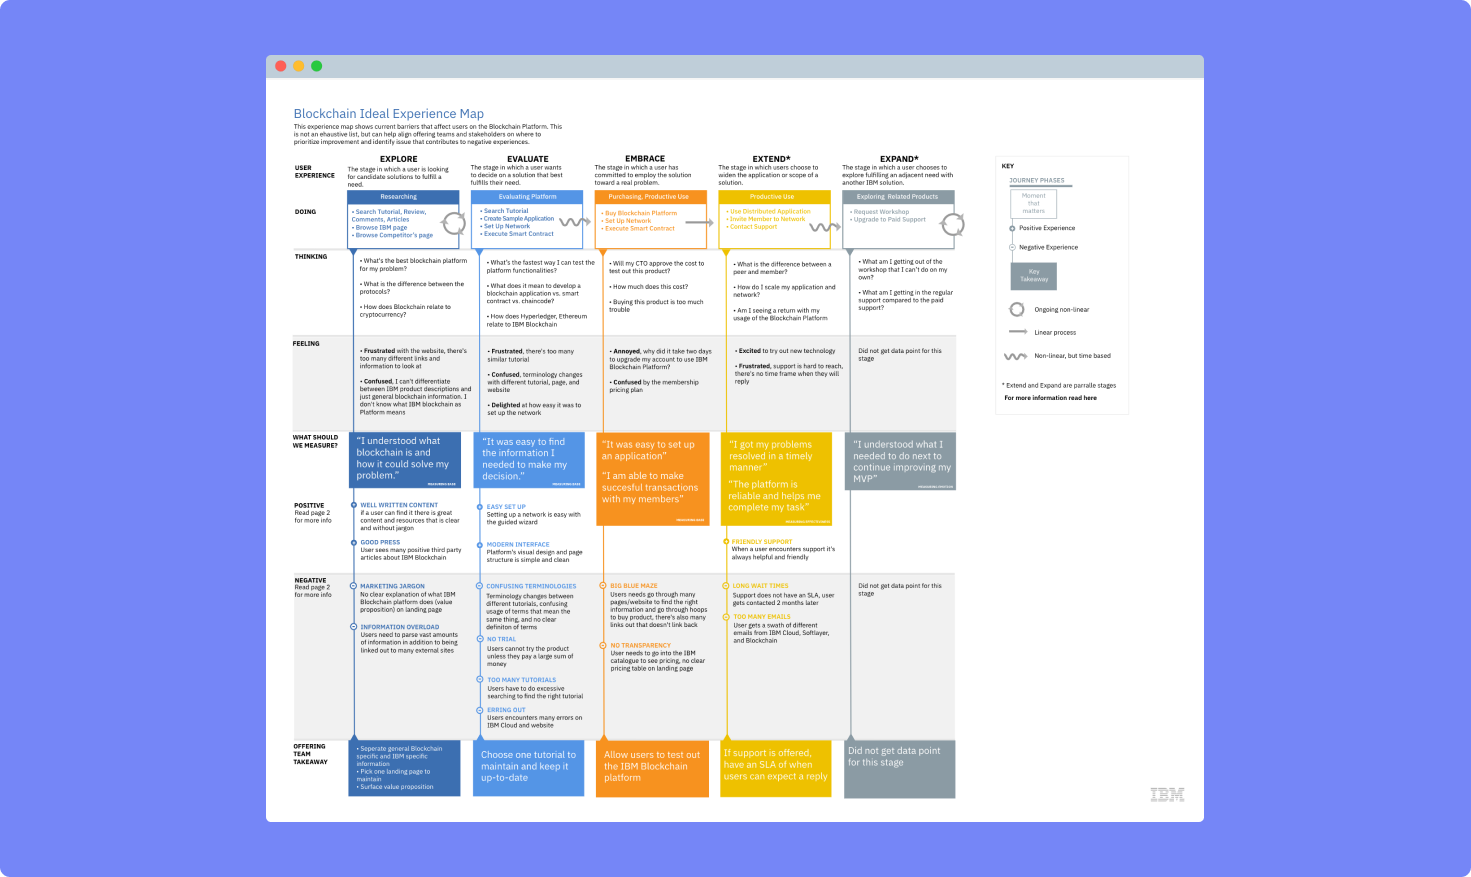 Blockchain Ideal Experience Map
This experience map shows current barriers that affect users on the Blockchain Platform. This
is not an ehaustive list, but can help align offering teams and stakeholders on where to
prioritize improvement and identify issue that contributes to negative experiences.
USER
EXPERIENCE
EXPLORE
The stage in which a user is looking
for candidate solutions to fulfill a
need.
EVALUATE
The stage in which a user wants
to decide on a solution that best
fulfills their need.
EMBRACE
The stage in which a user has
committed to employ the solution
toward a real problem.
EXTEND*
The stage in which users choose to
widen the application or scope of a
solution.
EXPAND*
The stage in which a user chooses to
explore fulfilling an adjacent need with
another IBM solution.
DOING
Researching
• Search Tutorial, Review,
Comments, Articles
• Browse IBM page
• Browse Competitor's page
Evaluating Platform
• Search Tutorial
• Create Sample Application
• Set Up Network
• Execute Smart Contract
Purchasing, Productive Use
• Buy Blockchain Platform
• Set Up Network
• Execute Smart Contract
Productive Use
• Use Distributed Application
• Invite Member to Network
• Contact Support
Exploring Related Products
• Request Workshop
• Upgrade to Paid Support
THINKING
• What's the best blockchain platform
for my problem?
• What is the difference between the
protocols?
• How does Blockchain relate to
cryptocurrency?
• What's the fastest way I can test the
platform functionalities?
• What does it mean to develop a
blockchain application vs. smart
contract vs. chaincode?
• How does Hyperledger, Ethereum
relate to IBM Blockchain
• Will my CTO approve the cost to
test out this product?
• How much does this cost?
• Buying this product is too much
trouble
• What is the difference between a
peer and member?
• How do I scale my application and
network?
• Am I seeing a return with my
usage of the Blockchain Platform
• What am I getting out of the
workshop that I can't do on my
own?
• What am I getting in the regular
support compared to the paid
support?
FEELING
• Frustrated with the website, there's
too many different links and
information to look at
• Confused, I can't differentiate
between IBM product descriptions and
just general blockchain information. I
don't know what IBM blockchain as
Platform means
• Frustrated, there's too many
similar tutorial
• Confused, terminology changes
with different tutorial, page, and
website
• Delighted at how easy it was to
set up the network
• Annoyed, why did it take two days
to upgrade my account to use IBM
Blockchain Platform?
• Confused by the membership
pricing plan
• Excited to try out new technology
• Frustrated, support is hard to reach,
there's no time frame when they will
reply
Did not get data point for this
stage
WHAT SHOULD
WE MEASURE?
"I understood what
blockchain is and
how it could solve my
problem."
"It was easy to find
the information I
needed to make my
decision."
"It was easy to set up
an application"
"I am able to make
succesful transactions
with my members"
"I got my problems
resolved in a timely
manner"
"The platform is
reliable and helps me
complete my task"
"I understood what I
needed to do next to
continue improving my
MVP"
POSITIVE
Read page 2
for more info
WELL WRITTEN CONTENT
if a user can find it there is great
content and resources that is clear
and without jargon
GOOD PRESS
User sees many positive third party
articles about IBM Blockchain
EASY SET UP
Setting up a network is easy with
the guided wizard
MODERN INTERFACE
Platform's visual design and page
structure is simple and clean
FRIENDLY SUPPORT
When a user encounters support it's
always helpful and friendly
NEGATIVE
Read page 2
for more info
MARKETING JARGON
No clear explanation of what IBM
Blockchain platform does (value
proposition) on landing page
INFORMATION OVERLOAD
Users need to parse vast amounts
of information in addition to being
linked out to many external sites
CONFUSING TERMINOLOGIES
Terminology changes between
different tutorials, confusing
usage of terms that mean the
same thing, and no clear
definiton of terms
NO TRIAL
Users cannot try the product
unless they pay a large sum of
money
TOO MANY TUTORIALS
Users have to do excessive
searching to find the right tutorial
ERRING OUT
Users encounters many errors on
IBM Cloud and website
BIG BLUE MAZE
Users needs go through many
pages/website to find the right
information and go through hoops
to buy product, there's also many
links out that doesn't link back
NO TRANSPARENCY
User needs to go into the IBM
catalogue to see pricing, no clear
pricing table on landing page
LONG WAIT TIMES
Support does not have an SLA, user
gets contacted 2 months later
TOO MANY EMAILS
User gets a swath of different
emails from IBM Cloud, Softlayer,
and Blockchain
Did not get data point for this
stage
OFFERING
TEAM
TAKEAWAY
• Seperate general Blockchain
specific and IBM specific
information
• Pick one landing page to
maintain
• Surface value proposition
Choose one tutorial to
maintain and keep it
up-to-date
Allow users to test out
the IBM Blockchain
platform
If support is offered,
have an SLA of when
users can expect a reply
Did not get data point
for this stage
KEY
JOURNEY PHASES
Moment
that
matters
Positive Experience
Negative Experience
Key
Takeaway
Ongoing non-linear
Linear process
Non-linear, but time based
* Extend and Expand are parralle stages
For more information read here
IBM